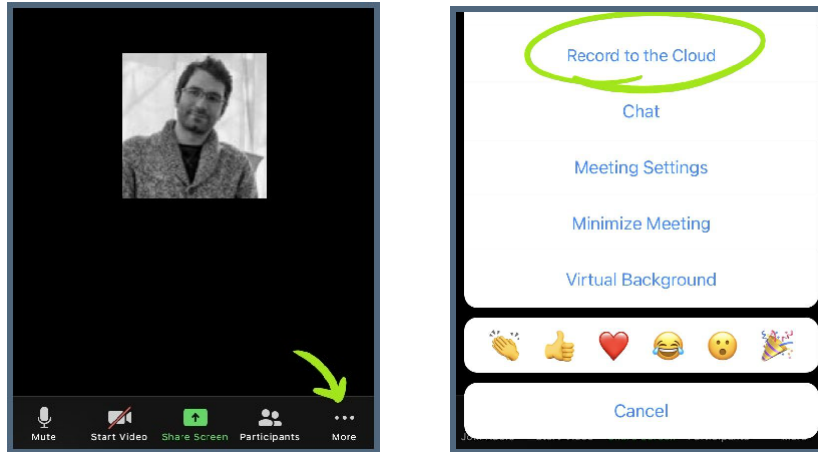 Mute
Start Video
Share Screen
Participants
More
Record to the Cloud
Chat
Meeting Settings
Minimize Meeting
Virtual Background
Cancel